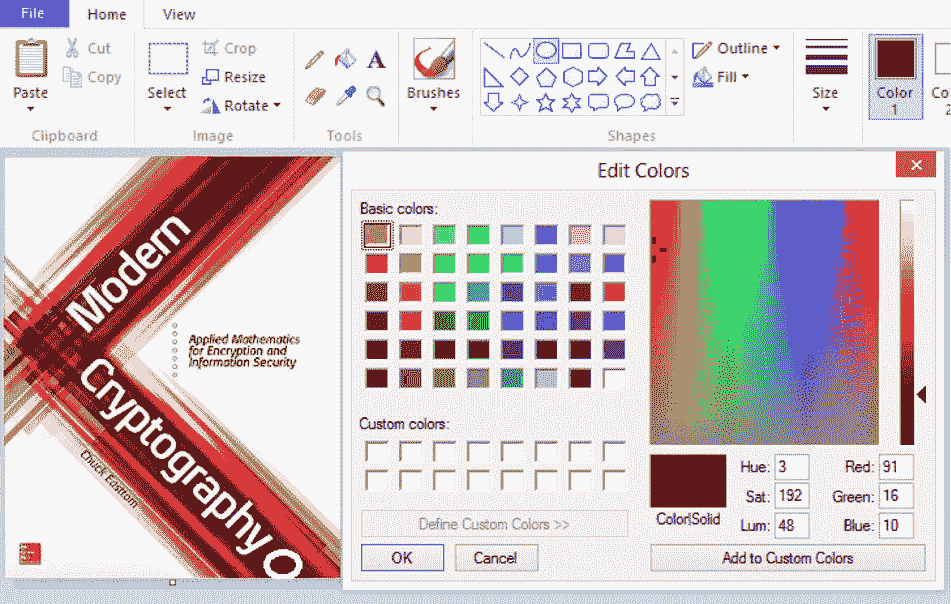 File Home View
Paste
Cut
Copy
Clipboard
Select
Crop
Resize
Rotate
Image
A
Tools
Brushes
Shapes
Outline
Fill
Size
Color
1
Co
2
Modern
Cryptography
Applied Mathematics
for Encryption and
Information Security
Chuck Easttom
Edit Colors
Basic colors:
Custom colors:
Define Custom Colors >>
OK Cancel
Color|Solid
Hue: 3 Red: 91
Sat: 192 Green: 16
Lum: 48 Blue: 10
Add to Custom Colors